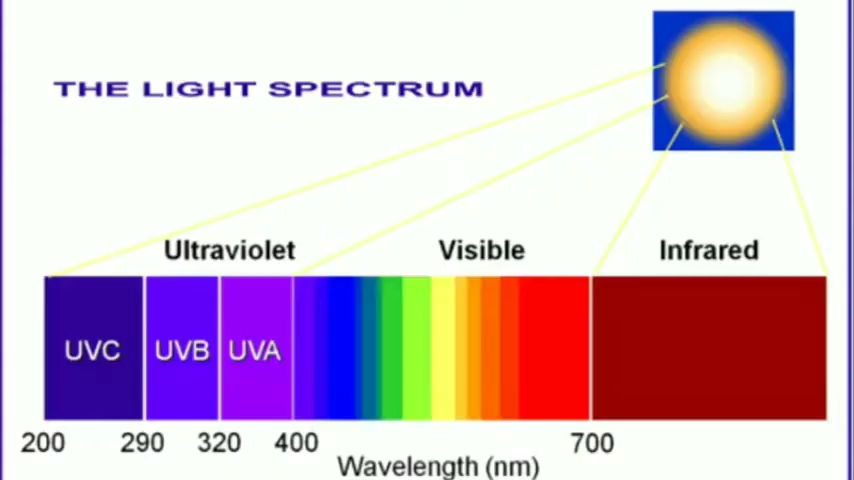 THE LIGHT SPECTRUM
Ultraviolet Visible Infrared
UVC UVB UVA
200 290 320 400 700
Wavelength (nm)